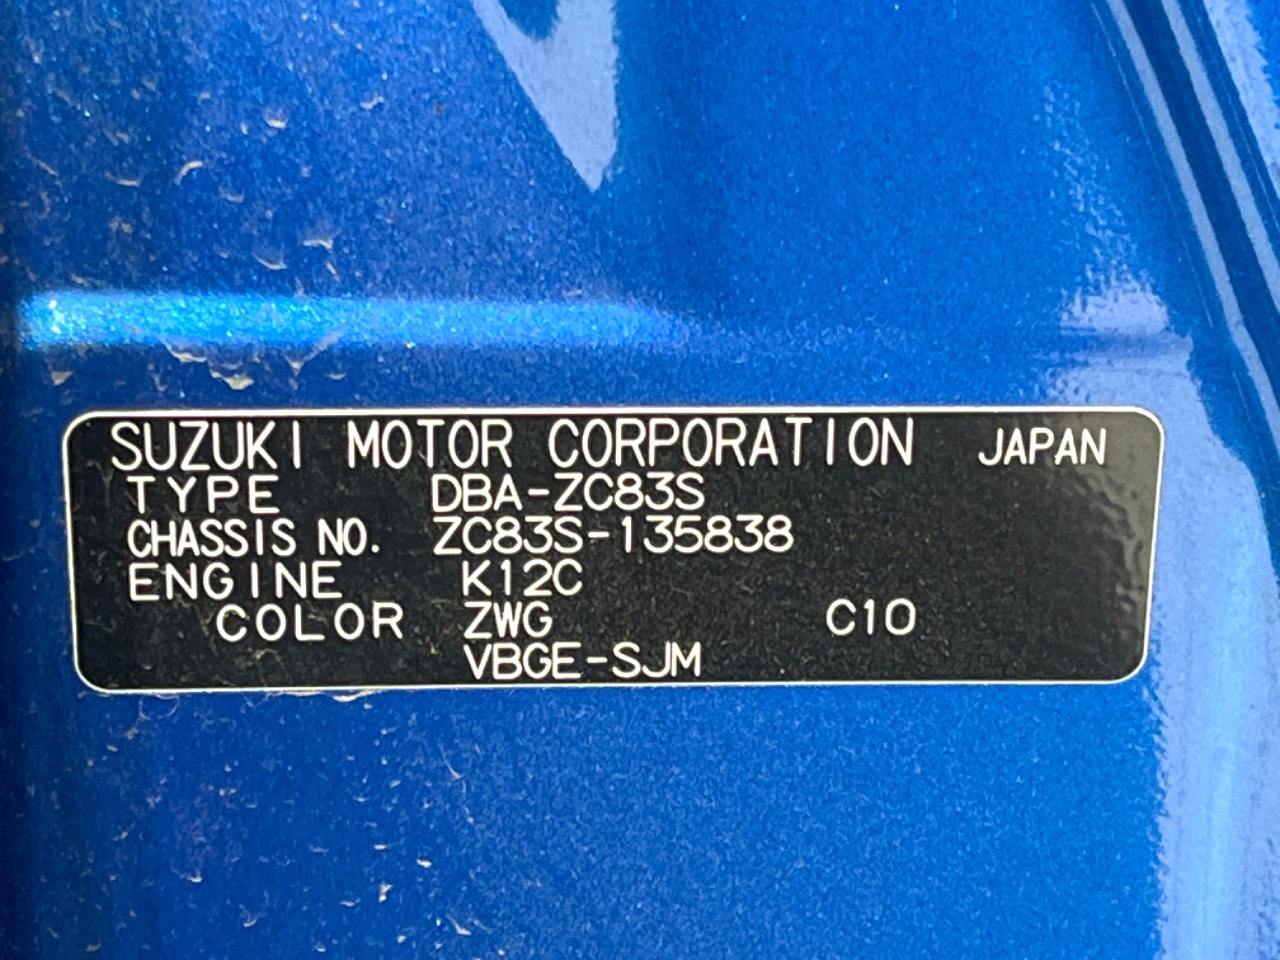 SUZUKI MOTOR CORPORATION JAPAN
TYPE DBA-ZC83S
CHASSIS NO. ZC83S-135838
ENGINE K12C
COLOR ZWG C10
VBGE-SJM